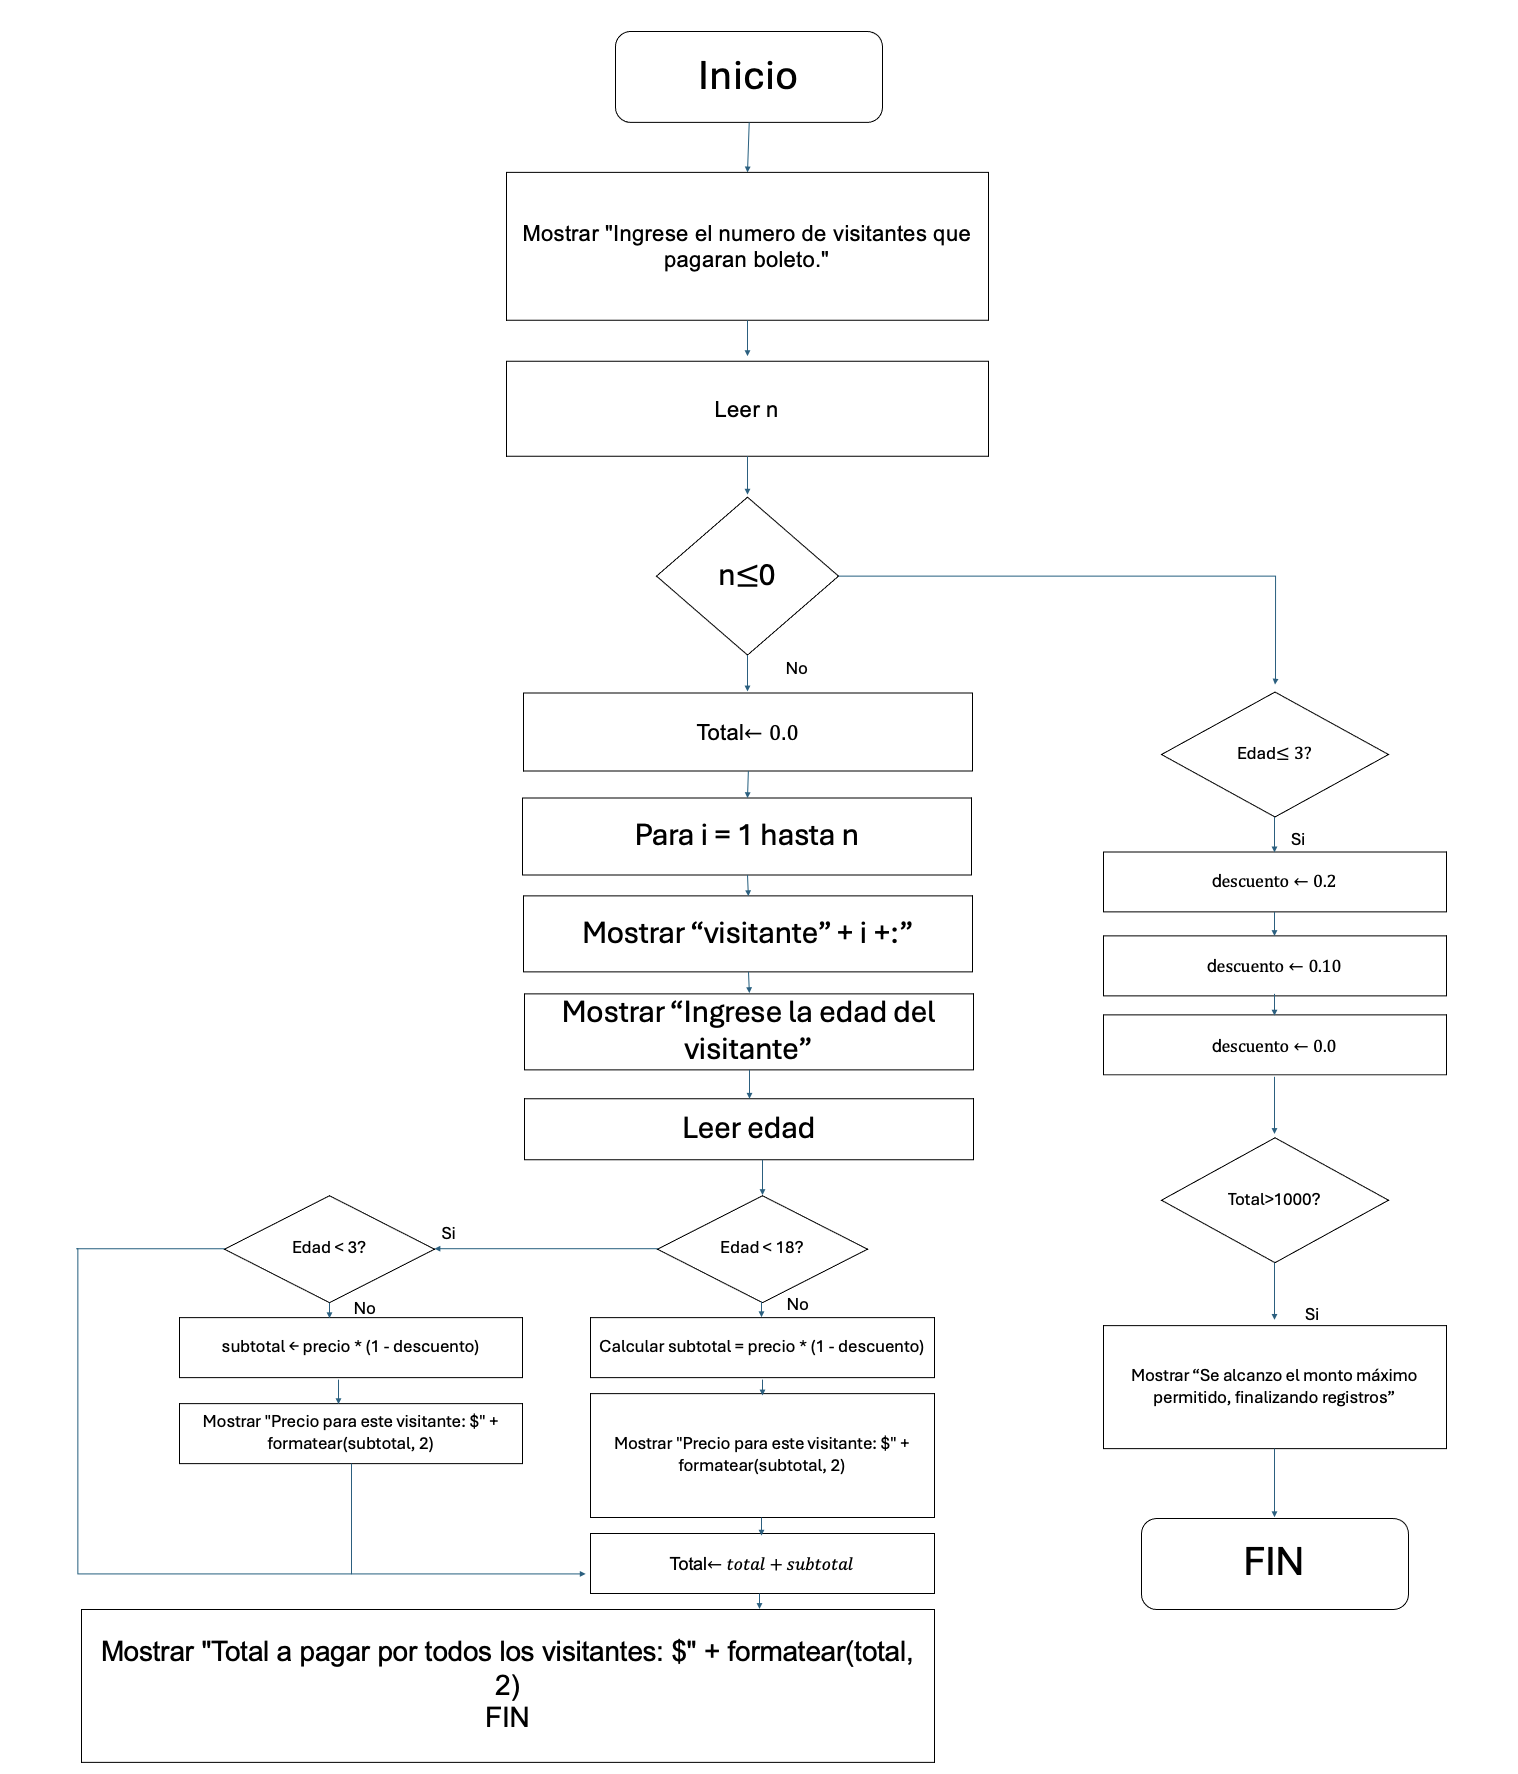 Inicio
Mostrar "Ingrese el numero de visitantes que
pagaran boleto."
Leer n
n≤0
No
Total← 0.0
Para i = 1 hasta n
Mostrar “visitante” + i +:”
Mostrar “Ingrese la edad del
visitante”
Leer edad
Edad < 18?
Si
Edad < 3?
No
subtotal ← precio * (1 - descuento)
Mostrar "Precio para este visitante: $" +
formatear(subtotal, 2)
No
Calcular subtotal = precio * (1 - descuento)
Mostrar "Precio para este visitante: $" +
formatear(subtotal, 2)
Total← total + subtotal
Mostrar "Total a pagar por todos los visitantes: $" + formatear(total,
2)
FIN
Edad≤ 3?
Si
descuento ← 0.2
descuento ← 0.10
descuento ← 0.0
Total>1000?
Si
Mostrar “Se alcanzo el monto máximo
permitido, finalizando registros”
FIN